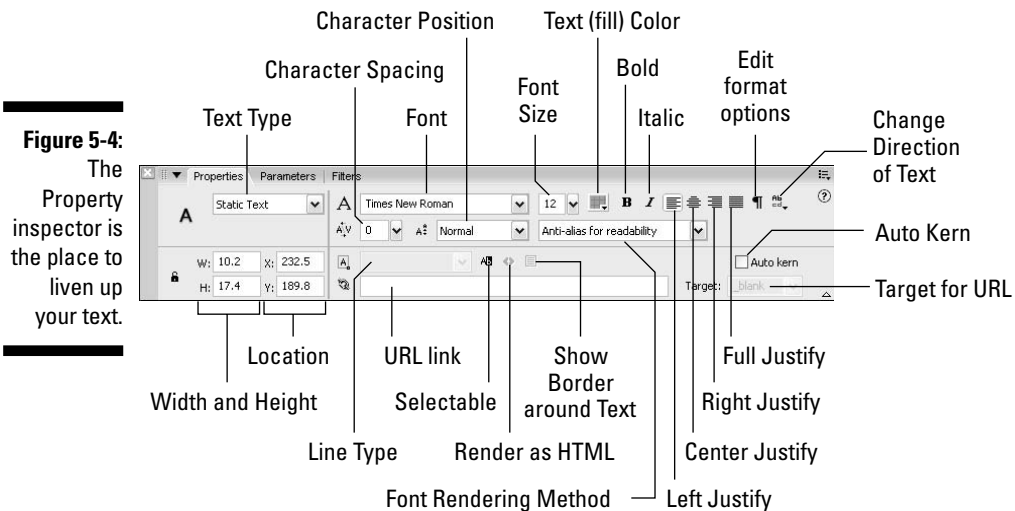 Character Position
Text (fill) Color
Character Spacing
Bold
Edit
format
options
Font
Size
Text Type
Font
Italic
Change
Direction
of Text
Figure 5-4:
The
Property
inspector is
the place to
liven up
your text.
Properties Parameters Filters
A Static Text A Times New Roman 12 B I ¶
A V 0 A Normal Anti-alias for readability
Auto Kern
W: 10.2 X: 232.5 Auto kern
H: 17.4 Y: 189.8 Target: _blank
Target for URL
Location
URL link
Show
Border
around Text
Full Justify
Width and Height
Selectable
Right Justify
Line Type
Render as HTML
Center Justify
Font Rendering Method
Left Justify